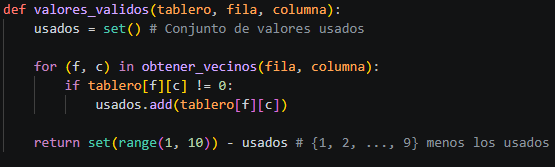 def valores_validos(tablero, fila, columna):
    usados = set() # Conjunto de valores usados

    for (f, c) in obtener_vecinos(fila, columna):
        if tablero[f][c] != 0:
            usados.add(tablero[f][c])

    return set(range(1, 10)) - usados # {1, 2, ..., 9} menos los usados